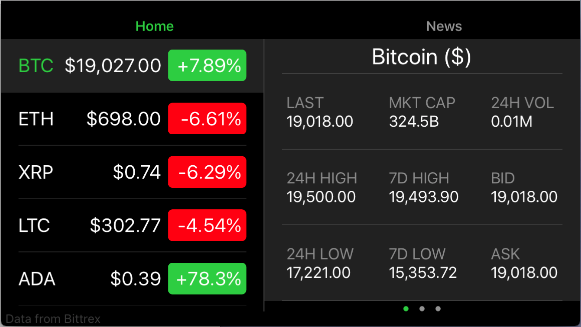 Home
News
BTC $19,027.00 +7.89%
ETH $698.00 -6.61%
XRP $0.74 -6.29%
LTC $302.77 -4.54%
ADA $0.39 +78.3%
Data from Bittrex
Bitcoin ($)
LAST MKT CAP 24H VOL
19,018.00 324.5B 0.01M
24H HIGH 7D HIGH BID
19,500.00 19,493.90 19,018.00
24H LOW 7D LOW ASK
17,221.00 15,353.72 19,018.00